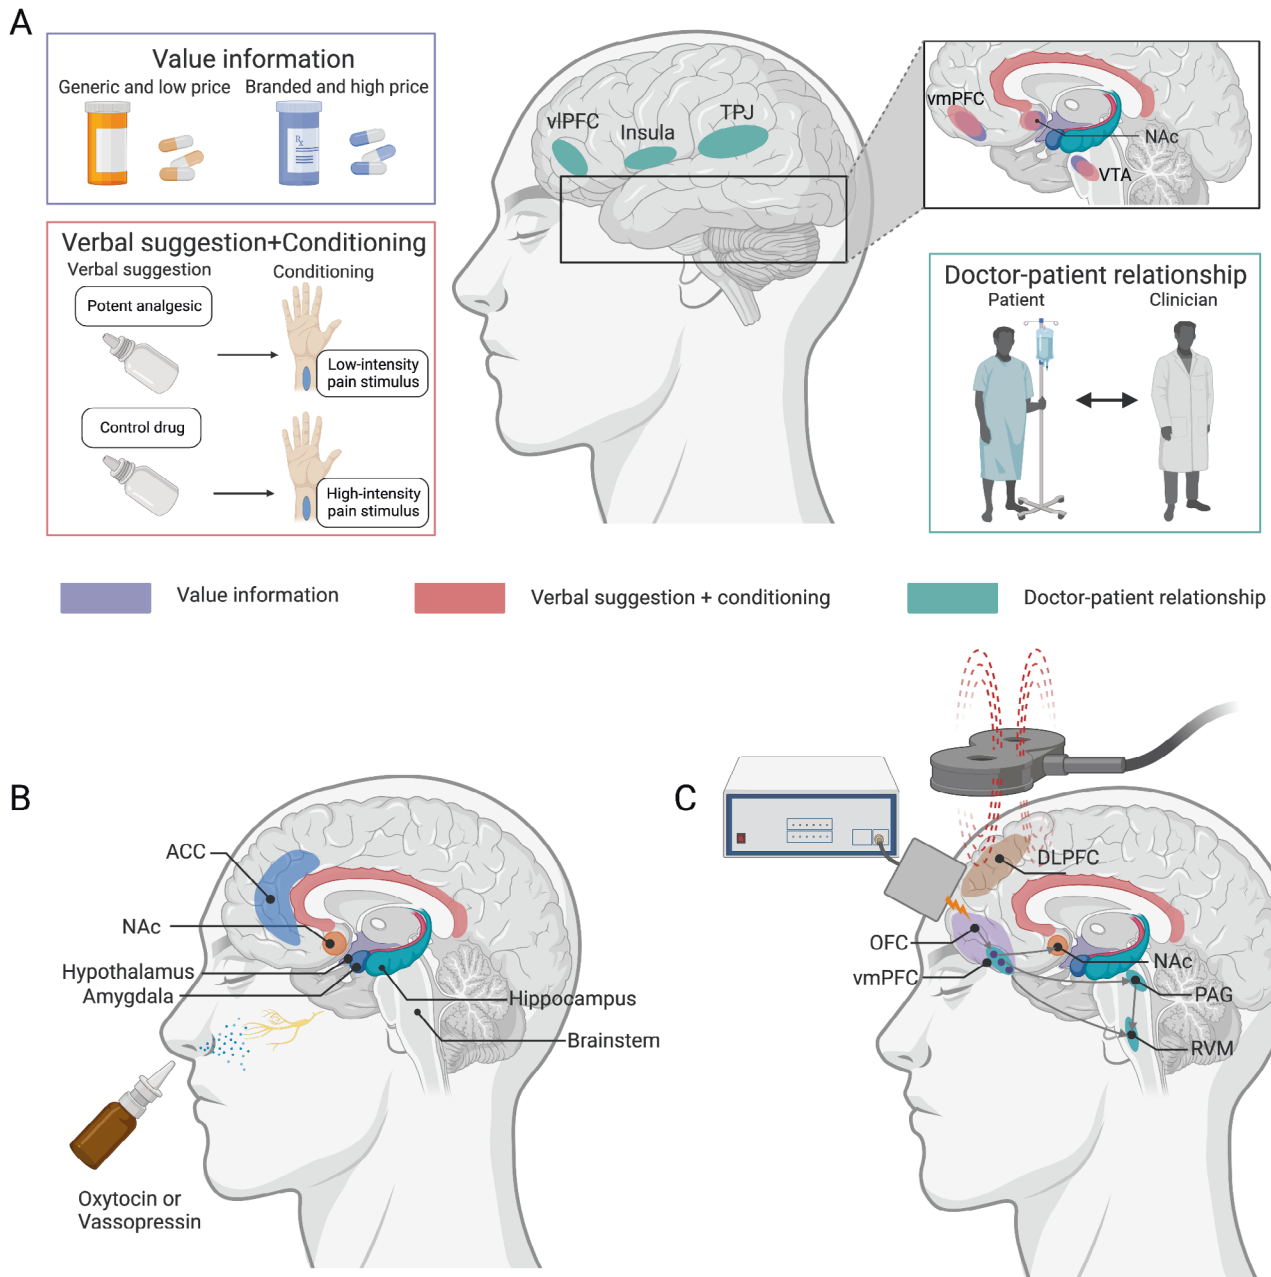 A
Value information
Generic and low price
Branded and high price
Rx
Verbal suggestion+Conditioning
Verbal suggestion
Conditioning
Potent analgesic
Low-intensity
pain stimulus
Control drug
High-intensity
pain stimulus
vlPFC
Insula
TPJ
vmPFC
NAc
VTA
Doctor-patient relationship
Patient
Clinician
Value information
Verbal suggestion + conditioning
Doctor-patient relationship
B
ACC
NAc
Hypothalamus
Amygdala
Hippocampus
Brainstem
Oxytocin or
Vassopressin
C
DLPFC
OFC
vmPFC
NAc
PAG
RVM